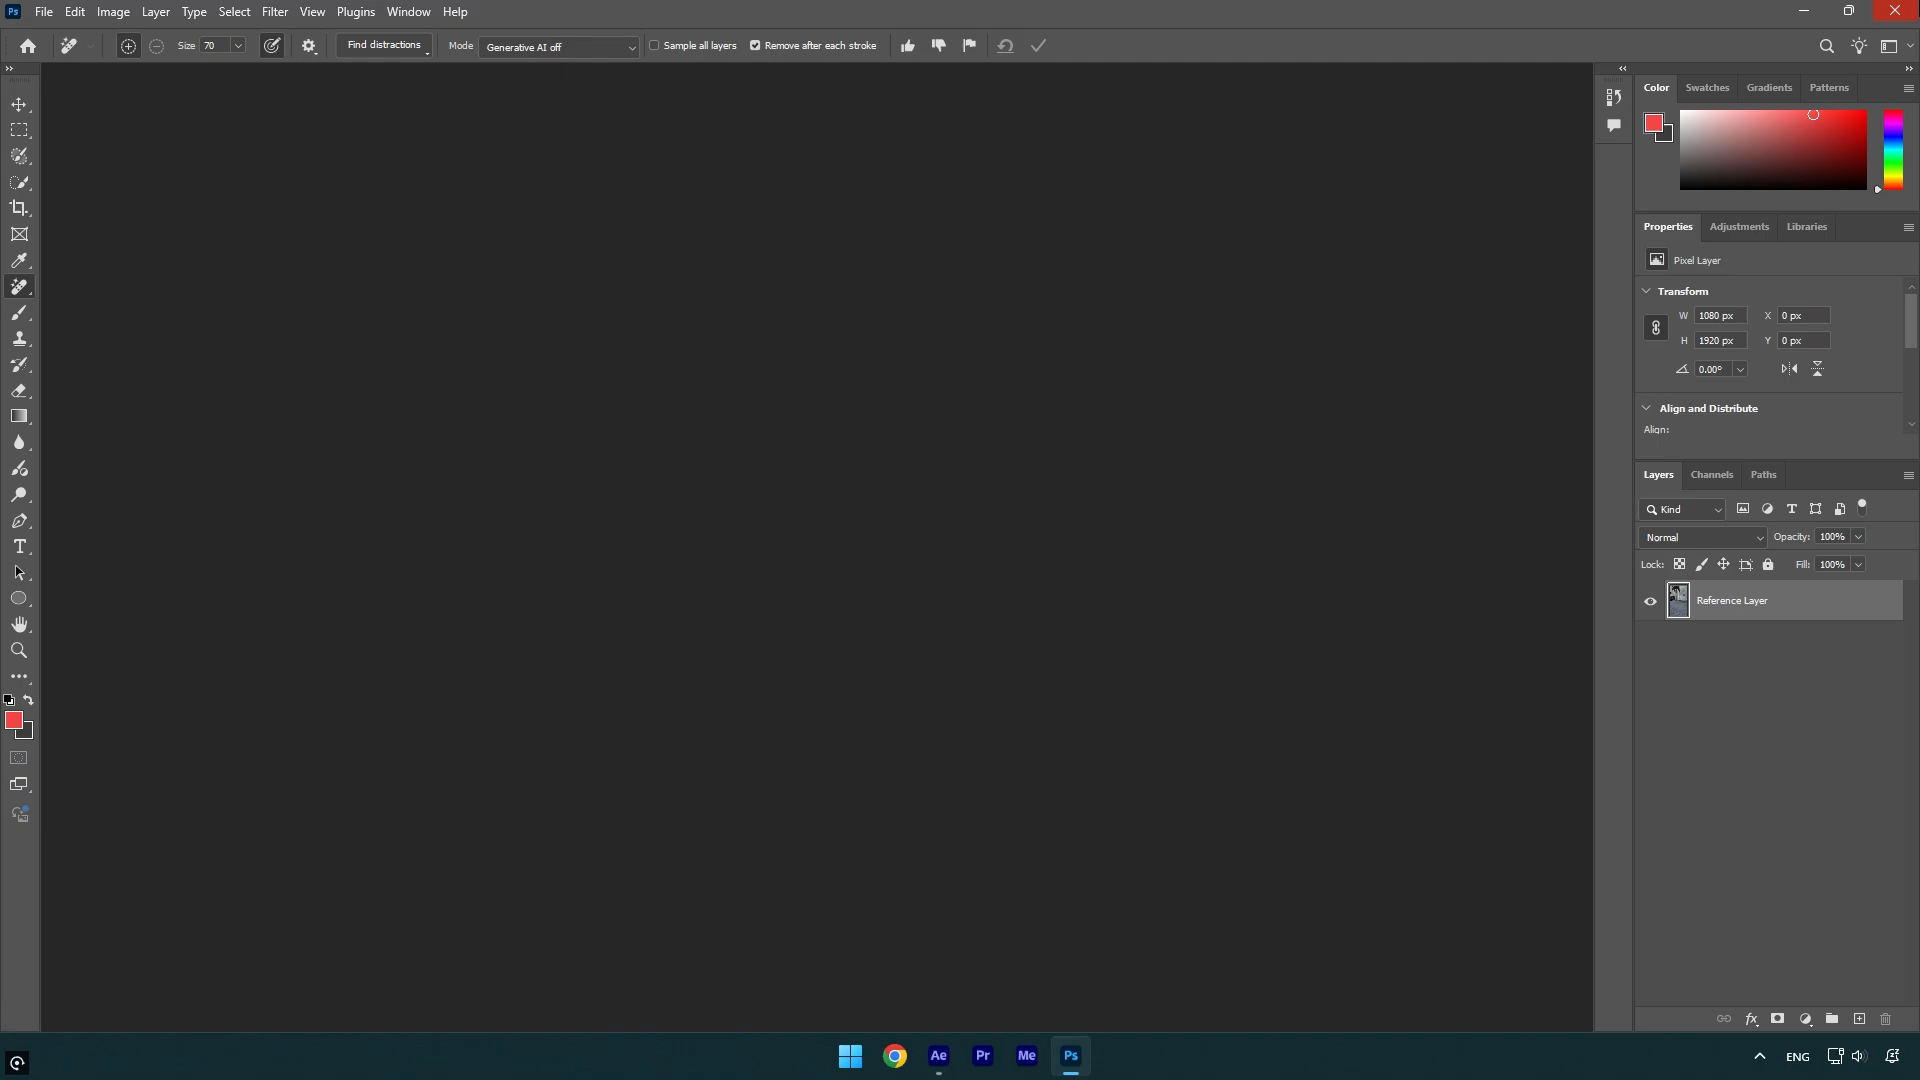 Ps File Edit Image Layer Type Select Filter View Plugins Window Help
Size 70 Find distractions Mode Generative AI off Sample all layers Remove after each stroke
Color Swatches Gradients Patterns
Properties Adjustments Libraries
Pixel Layer
Transform
W 1080 px X 0 px
H 1920 px Y 0 px
0.00°
Align and Distribute
Align:
Layers Channels Paths
Kind
Normal Opacity: 100%
Lock: Fill: 100%
Reference Layer
fx
Ae Pr Me Ps ENG